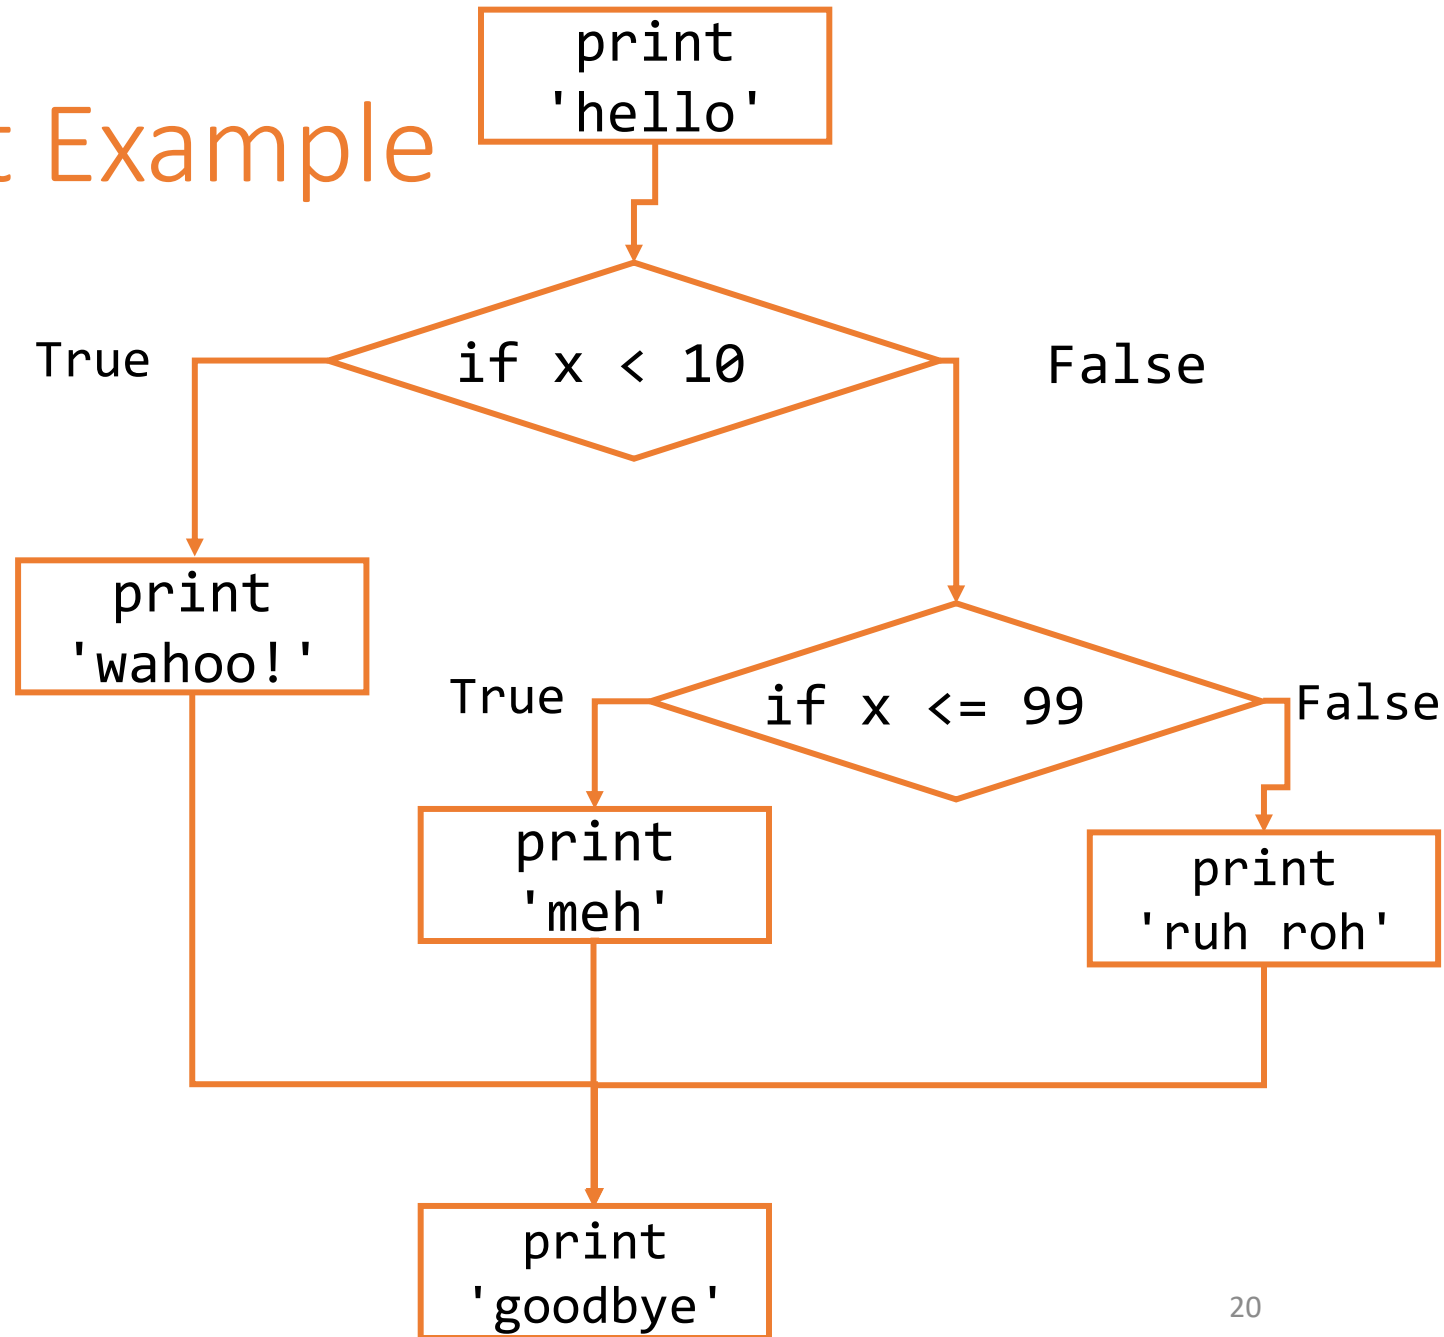 print
'hello'
t Example
True
if x < 10
False
print
'wahoo!'
True
if x <= 99
False
print
'meh'
print
'ruh roh'
print
'goodbye'
20